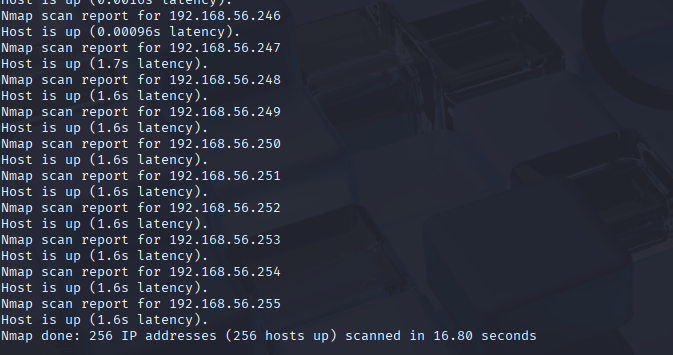 Host is up (0.0010s latency).
Nmap scan report for 192.168.56.246
Host is up (0.00096s latency).
Nmap scan report for 192.168.56.247
Host is up (1.7s latency).
Nmap scan report for 192.168.56.248
Host is up (1.6s latency).
Nmap scan report for 192.168.56.249
Host is up (1.6s latency).
Nmap scan report for 192.168.56.250
Host is up (1.6s latency).
Nmap scan report for 192.168.56.251
Host is up (1.6s latency).
Nmap scan report for 192.168.56.252
Host is up (1.6s latency).
Nmap scan report for 192.168.56.253
Host is up (1.6s latency).
Nmap scan report for 192.168.56.254
Host is up (1.6s latency).
Nmap scan report for 192.168.56.255
Host is up (1.6s latency).
Nmap done: 256 IP addresses (256 hosts up) scanned in 16.80 seconds